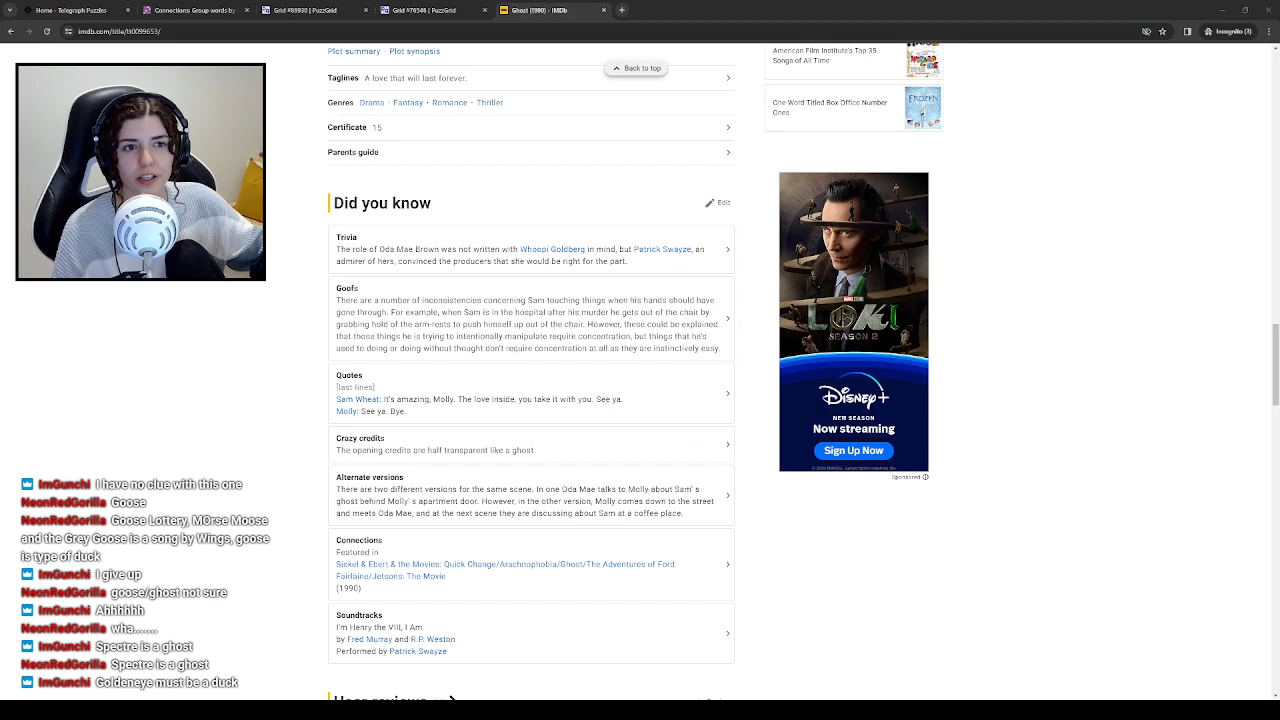 Home - Telegraph Puzzles
Connections: Group words by
Grid #86930 | PuzzGrid
Grid #76548 | PuzzGrid
Ghost (1990) - IMDb
imdb.com/title/tt0099653/
Incognito (3)
Plot summary · Plot synopsis
Back to top
Taglines A love that will last forever.
Genres Drama · Fantasy · Romance · Thriller
Certificate 15
Parents guide
Did you know
Edit
Trivia
The role of Oda Mae Brown was not written with Whoopi Goldberg in mind, but Patrick Swayze, an
admirer of hers, convinced the producers that she would be right for the part.
Goofs
There are a number of inconsistencies concerning Sam touching things when his hands should have
gone through. For example, when Sam is in the hospital after his murder he gets out of the chair by
grabbing hold of the arm-rests to push himself up out of the chair. However, these could be explained
that those things he is trying to intentionally manipulate require concentration, but things that he's
used to doing or doing without thought don't require concentration at all as they are instinctively easy.
Quotes
[last lines]
Sam Wheat: It's amazing, Molly. The love inside, you take it with you. See ya.
Molly: See ya. Bye.
Crazy credits
The opening credits are half transparent like a ghost.
Alternate versions
There are two different versions for the same scene. In one Oda Mae talks to Molly about Sam' s
ghost behind Molly' s apartment door. However, in the other version, Molly comes down to the street
and meets Oda Mae, and at the next scene they are discussing about Sam at a coffee place.
Connections
Featured in
Siskel & Ebert & the Movies: Quick Change/Arachnophobia/Ghost/The Adventures of Ford
Fairlaine/Jetsons: The Movie
(1990)
Soundtracks
I'm Henry the VIII, I Am
by Fred Murray and R.P. Weston
Performed by Patrick Swayze
American Film Institute's Top 35
Songs of All Time
One-Word Titled Box Office Number
Ones
FROZEN
MARVEL STUDIOS
LOKI
SEASON 2
Disney+
NEW SEASON
Now streaming
Sign Up Now
Sponsored
ImGunchi I have no clue with this one
NeonRedGorilla Goose
NeonRedGorilla Goose Lottery, MOrse Moose
and the Grey Goose is a song by Wings, goose
is type of duck
ImGunchi I give up
NeonRedGorilla goose/ghost not sure
ImGunchi Ahhhhhh
NeonRedGorilla wha.......
ImGunchi Spectre is a ghost
NeonRedGorilla Spectre is a ghost
ImGunchi Goldeneye must be a duck